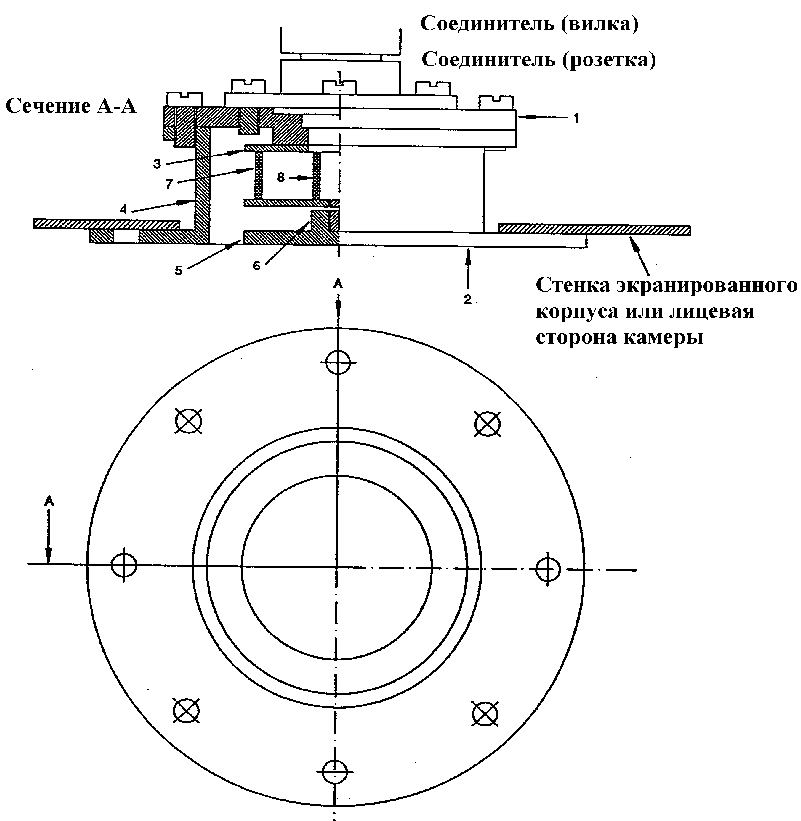 Соединитель (вилка)
Соединитель (розетка)
Сечение А-А
1
3
7
8
4
5
6
2
Стенка экранированного
корпуса или лицевая
сторона камеры
A
A